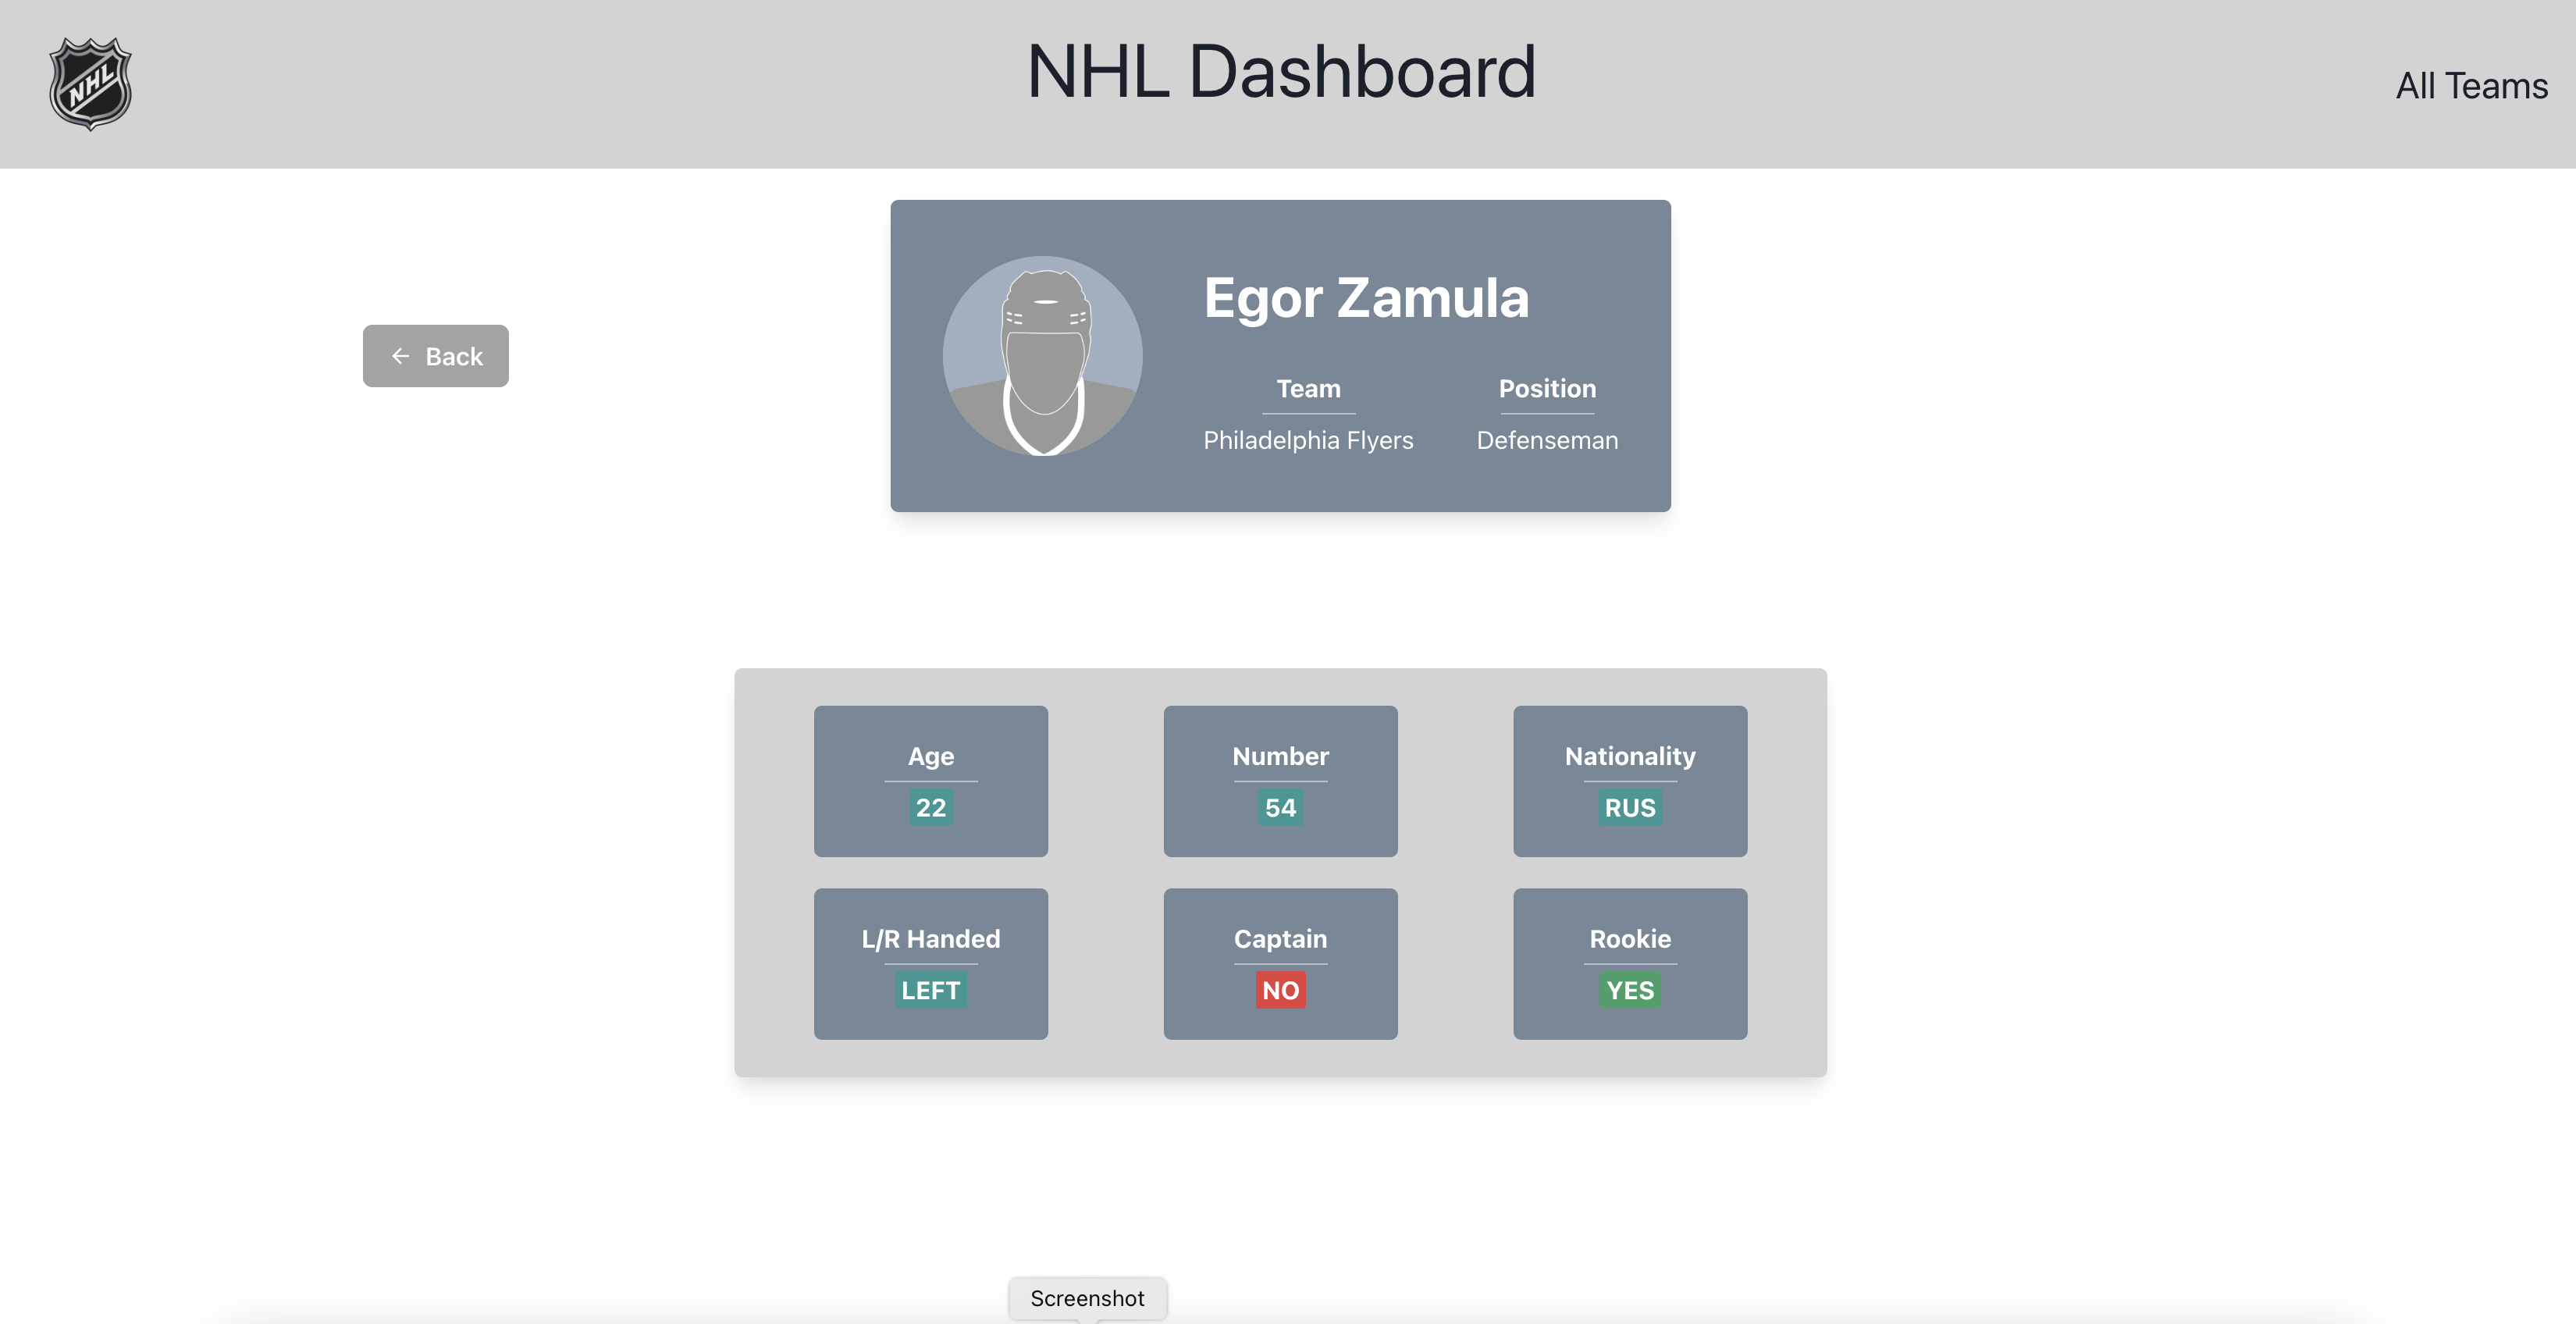 NHL
NHL Dashboard
All Teams
Back
Egor Zamula
Team
Position
Philadelphia Flyers
Defenseman
Age
Number
Nationality
22
54
RUS
L/R Handed
Captain
Rookie
LEFT
NO
YES
Screenshot